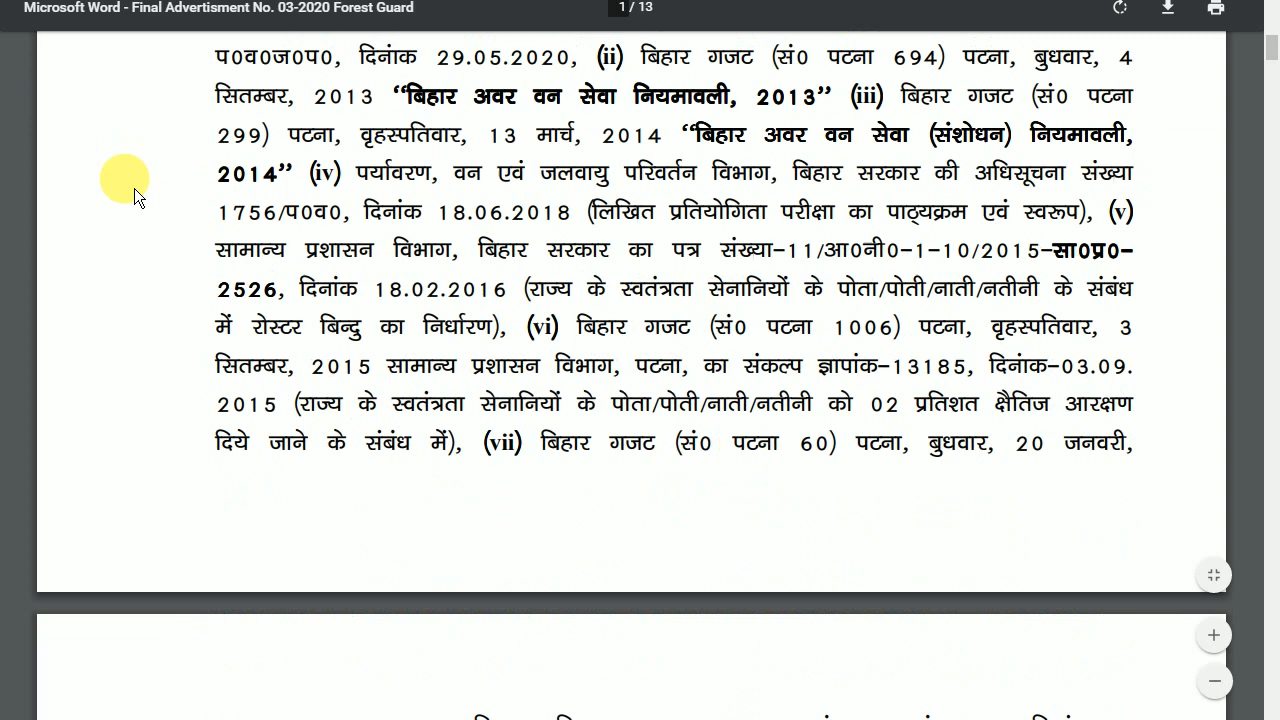 Microsoft Word - Final Advertisment No. 03-2020 Forest Guard
1 / 13
प0व0ज0प0, दिनांक 29.05.2020, (ii) बिहार गजट (सं0 पटना 694) पटना, बुधवार, 4
सितम्बर, 2013 “बिहार अवर वन सेवा नियमावली, 2013” (iii) बिहार गजट (सं0 पटना
299) पटना, वृहस्पतिवार, 13 मार्च, 2014 “बिहार अवर वन सेवा (संशोधन) नियमावली,
2014” (iv) पर्यावरण, वन एवं जलवायु परिवर्तन विभाग, बिहार सरकार की अधिसूचना संख्या
1756/प0व0, दिनांक 18.06.2018 (लिखित प्रतियोगिता परीक्षा का पाठ्यक्रम एवं स्वरूप), (v)
सामान्य प्रशासन विभाग, बिहार सरकार का पत्र संख्या-11/आ0नी0-1-10/2015-सा0प्र0-
2526, दिनांक 18.02.2016 (राज्य के स्वतंत्रता सेनानियों के पोता/पोती/नाती/नतीनी के संबंध
में रोस्टर बिन्दु का निर्धारण), (vi) बिहार गजट (सं0 पटना 1006) पटना, वृहस्पतिवार, 3
सितम्बर, 2015 सामान्य प्रशासन विभाग, पटना, का संकल्प ज्ञापांक-13185, दिनांक-03.09.
2015 (राज्य के स्वतंत्रता सेनानियों के पोता/पोती/नाती/नतीनी को 02 प्रतिशत क्षैतिज आरक्षण
दिये जाने के संबंध में), (vii) बिहार गजट (सं0 पटना 60) पटना, बुधवार, 20 जनवरी,